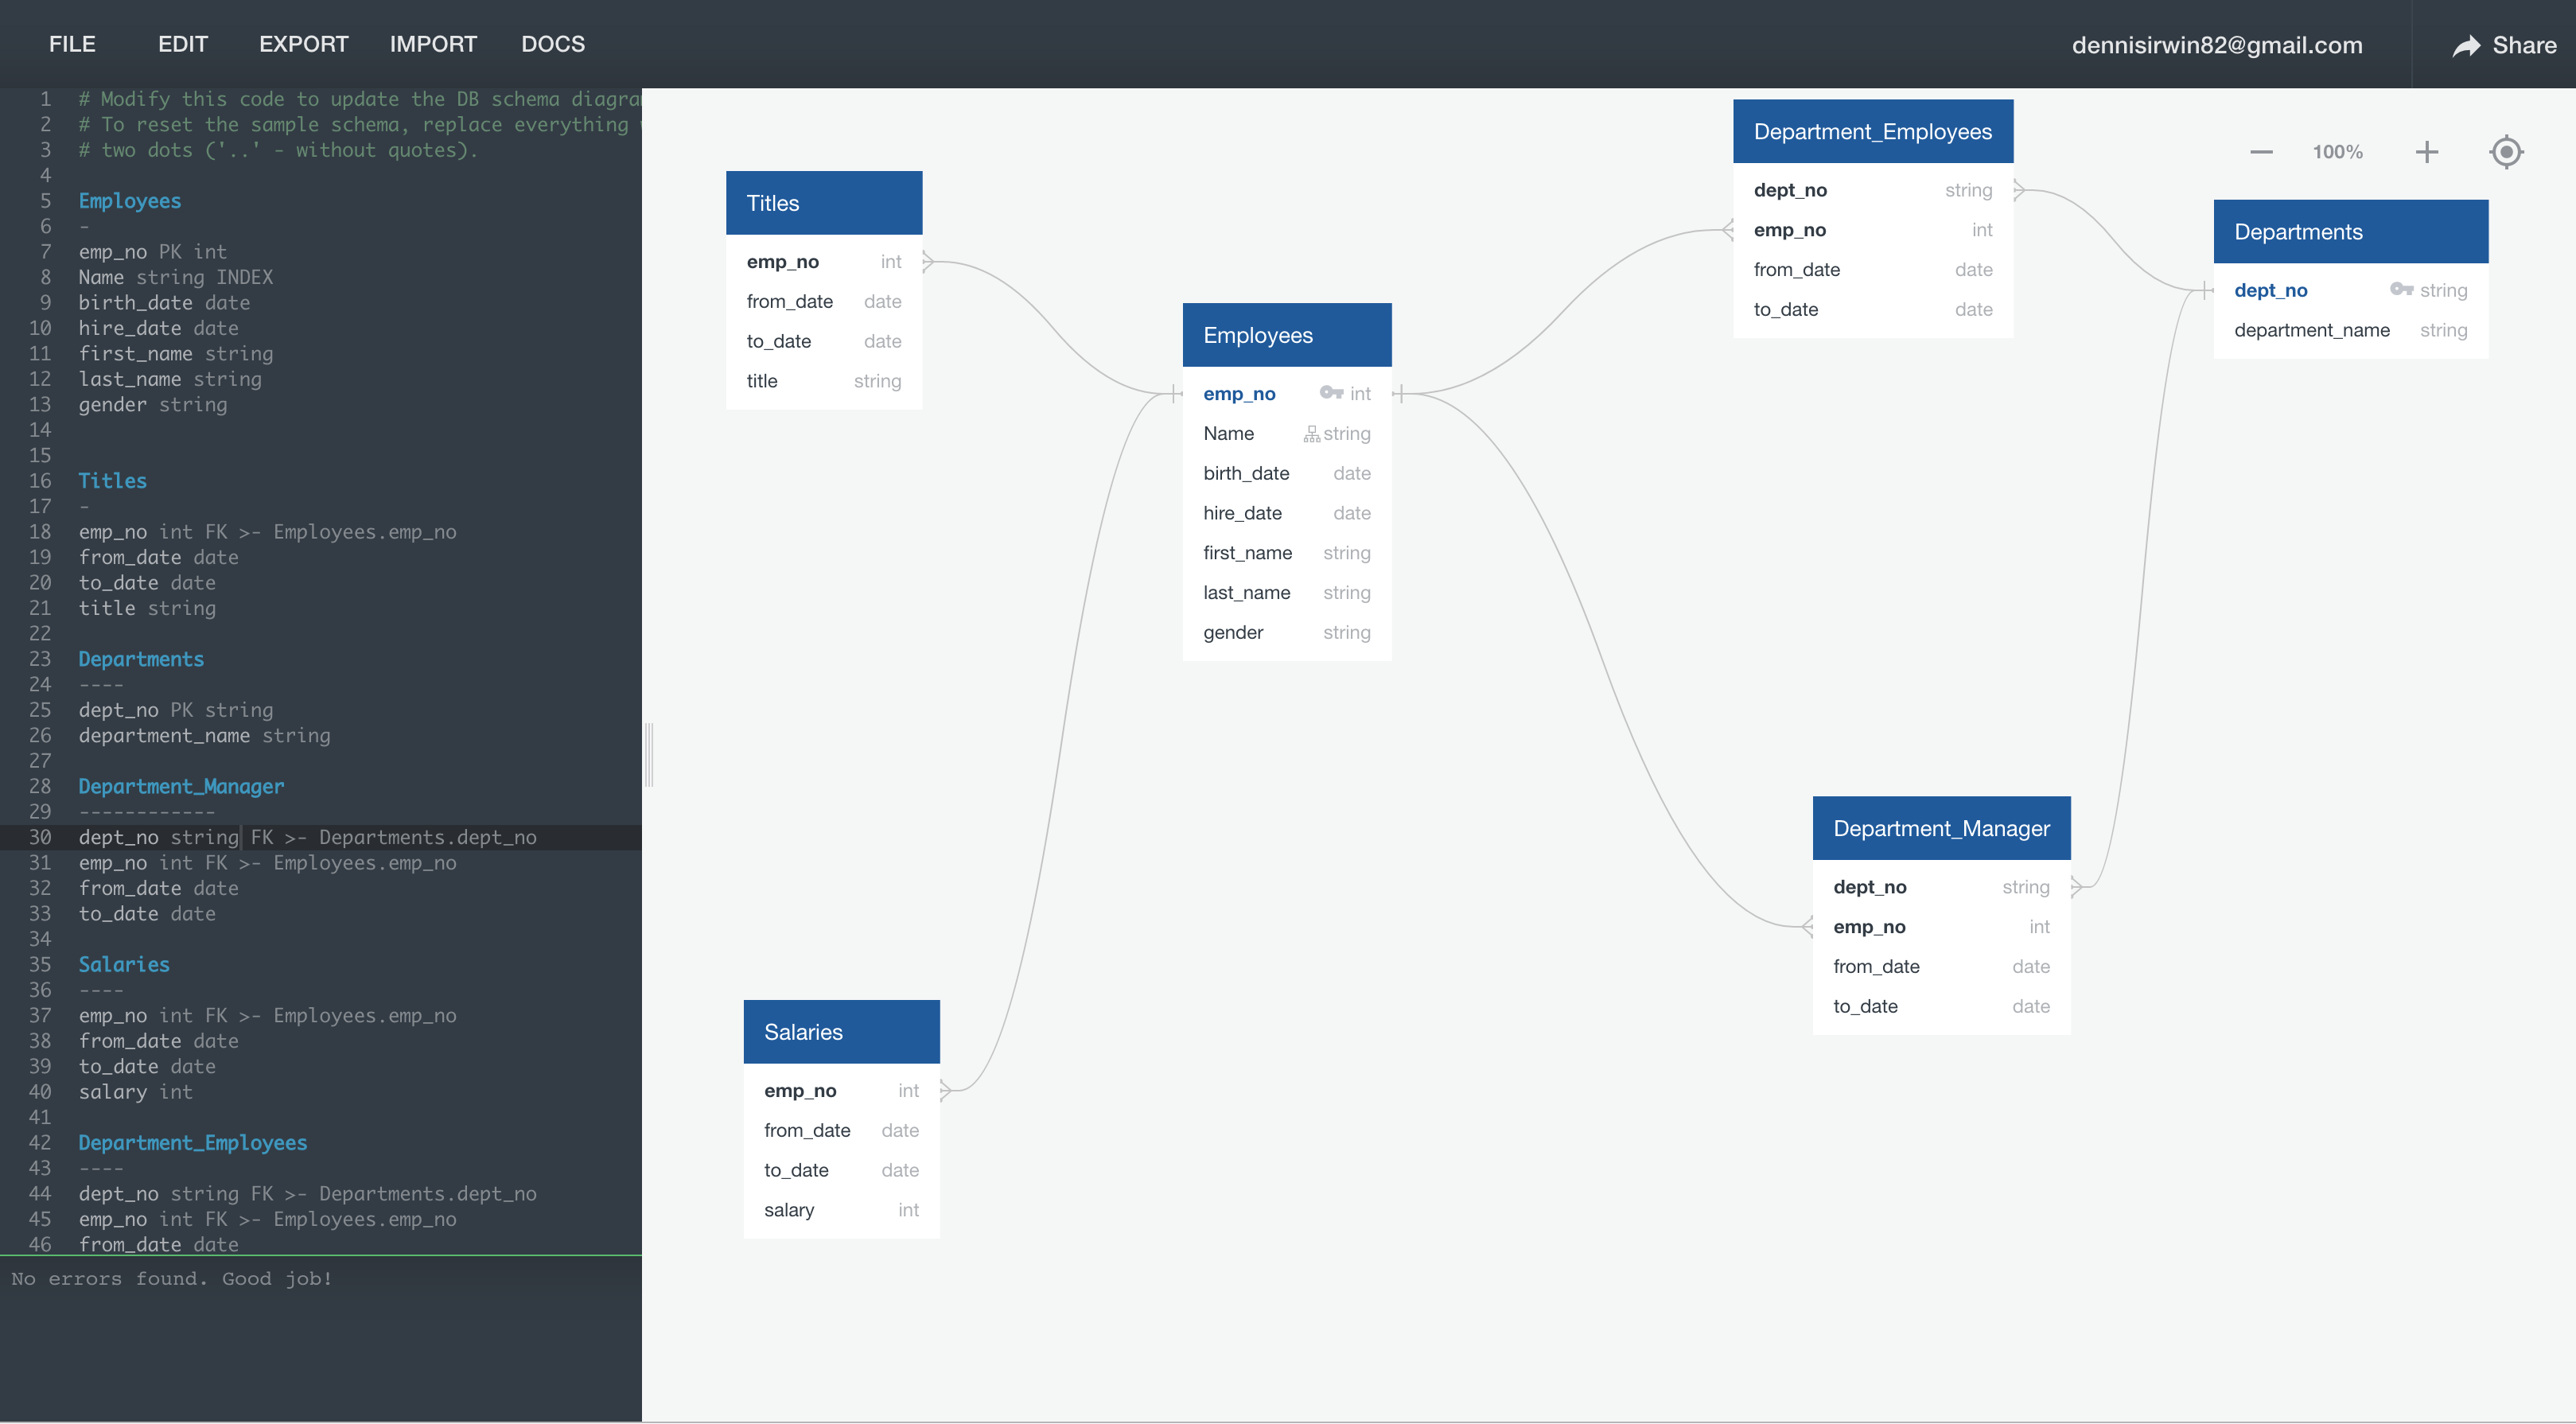 FILE EDIT EXPORT IMPORT DOCS dennisirwin82@gmail.com Share
1 # Modify this code to update the DB schema
2 # To reset the sample schema, replace everything
3 # two dots ('..' - without quotes).
4
5 Employees
6 -
7 emp_no PK int
8 Name string INDEX
9 birth_date date
10 hire_date date
11 first_name string
12 last_name string
13 gender string
14
15
16 Titles
17 -
18 emp_no int FK >- Employees.emp_no
19 from_date date
20 to_date date
21 title string
22
23 Departments
24 ----
25 dept_no PK string
26 department_name string
27
28 Department_Manager
29 ------------
30 dept_no string FK >- Departments.dept_no
31 emp_no int FK >- Employees.emp_no
32 from_date date
33 to_date date
34
35 Salaries
36 ----
37 emp_no int FK >- Employees.emp_no
38 from_date date
39 to_date date
40 salary int
41
42 Department_Employees
43 ----
44 dept_no string FK >- Departments.dept_no
45 emp_no int FK >- Employees.emp_no
46 from_date date
No errors found. Good job!
Titles
emp_no int
from_date date
to_date date
title string
Employees
emp_no int
Name string
birth_date date
hire_date date
first_name string
last_name string
gender string
Department_Employees
dept_no string
emp_no int
from_date date
to_date date
100%
Departments
dept_no string
department_name string
Department_Manager
dept_no string
emp_no int
from_date date
to_date date
Salaries
emp_no int
from_date date
to_date date
salary int